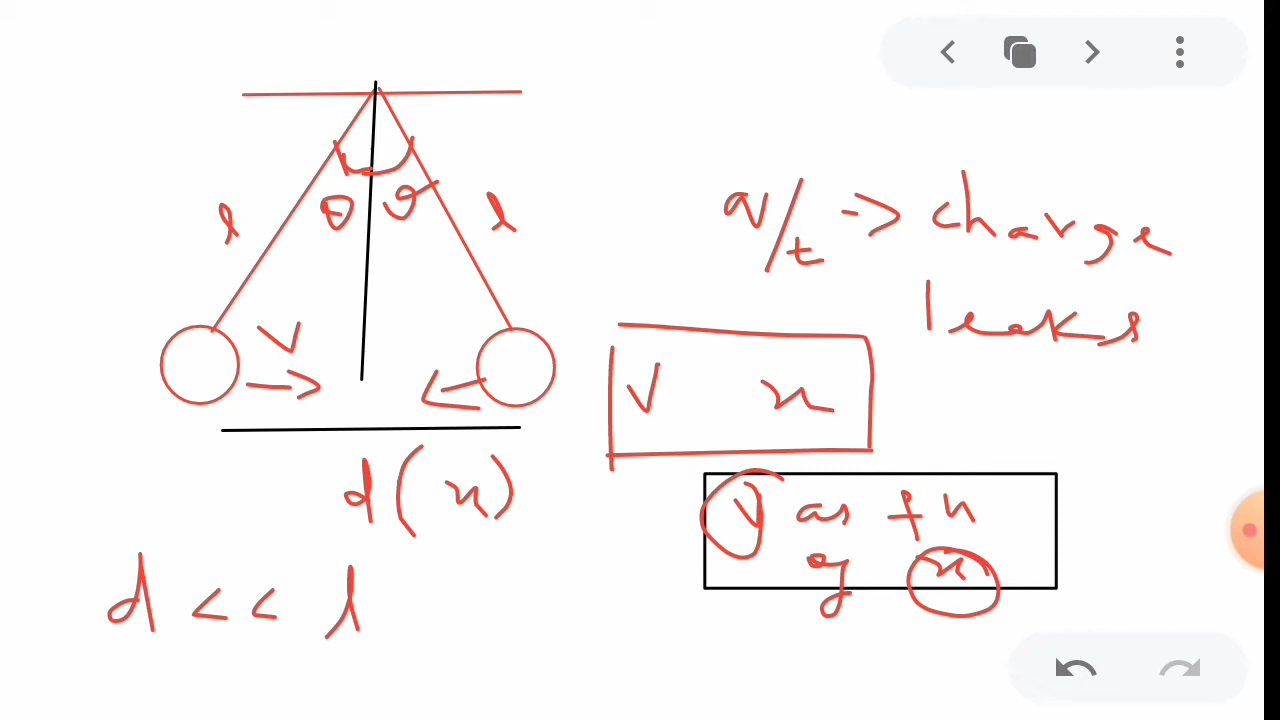 θ θ
l l
q/t -> charge
leaks
V
V x
d(x)
V as fn
of x
d << l